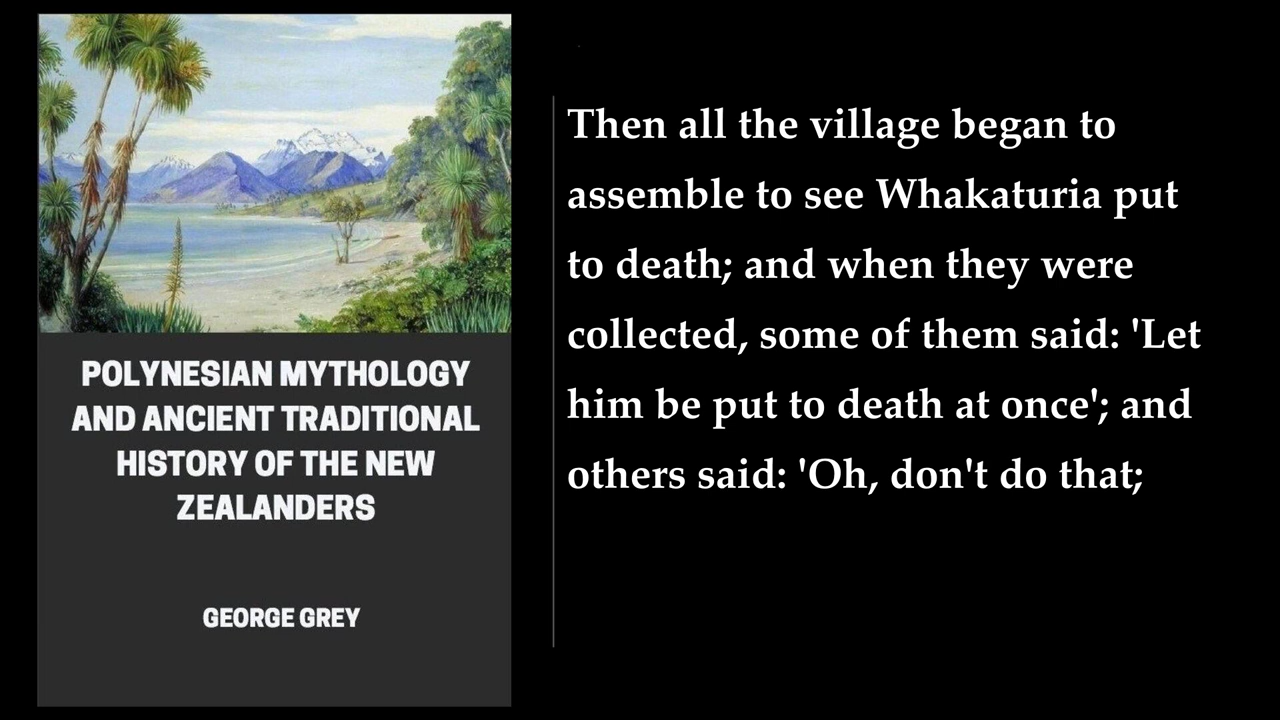 POLYNESIAN MYTHOLOGY
AND ANCIENT TRADITIONAL
HISTORY OF THE NEW
ZEALANDERS
GEORGE GREY
Then all the village began to
assemble to see Whakaturia put
to death; and when they were
collected, some of them said: 'Let
him be put to death at once'; and
others said: 'Oh, don't do that;